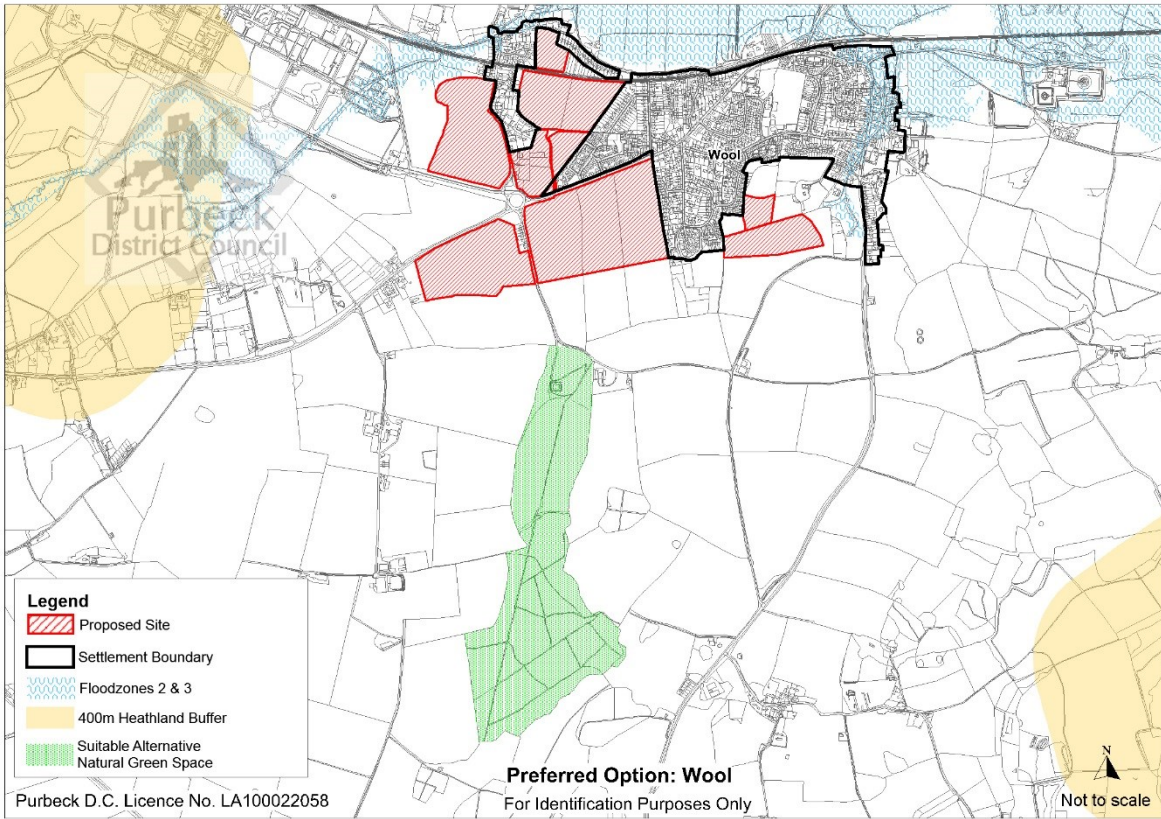 Wool
Purbeck
District Council
Legend
Proposed Site
Settlement Boundary
Floodzones 2 & 3
400m Heathland Buffer
Suitable Alternative
Natural Green Space
Purbeck D.C. Licence No. LA100022058
Preferred Option: Wool
For Identification Purposes Only
N
Not to scale